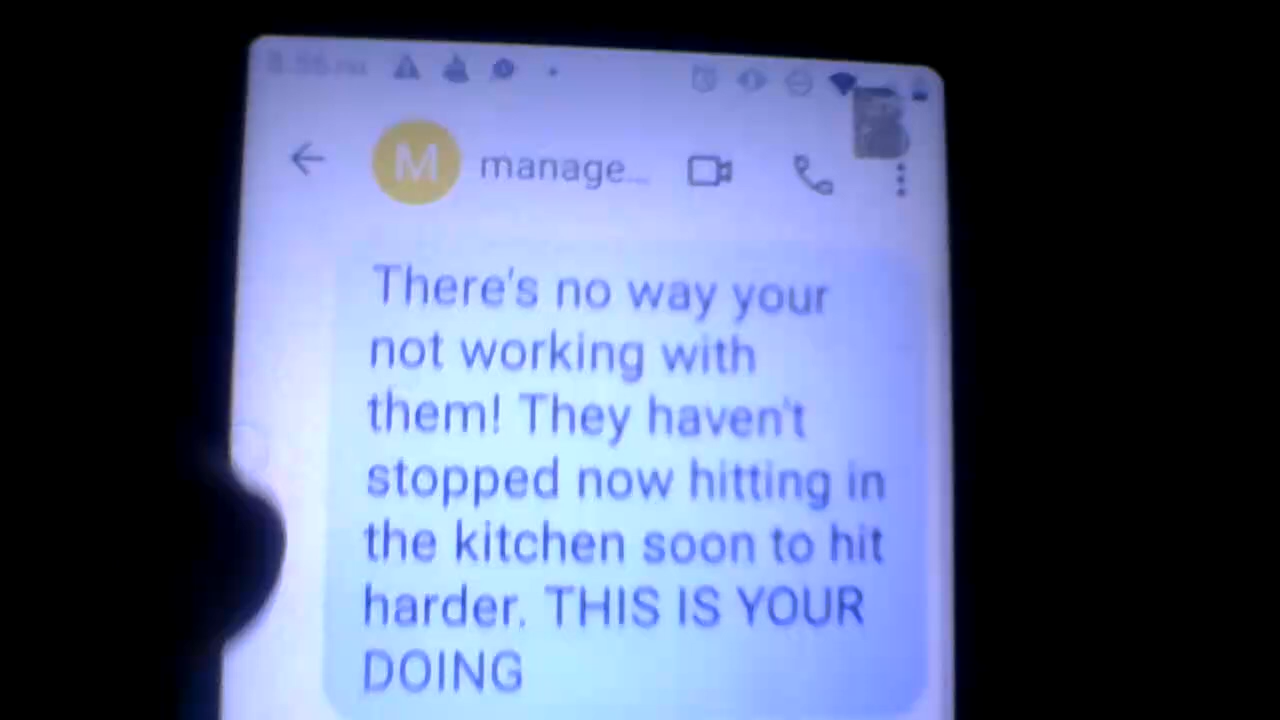 M manage...
There's no way your
not working with
them! They haven't
stopped now hitting in
the kitchen soon to hit
harder. THIS IS YOUR
DOING